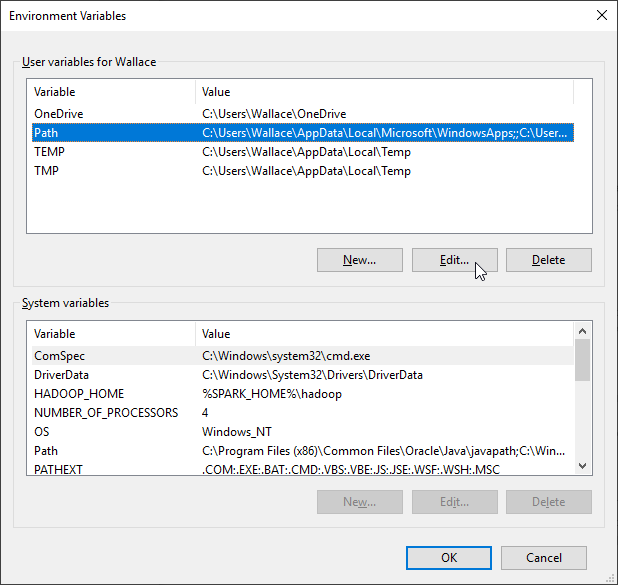 Environment Variables
User variables for Wallace
Variable Value
OneDrive C:\Users\Wallace\OneDrive
Path C:\Users\Wallace\AppData\Local\Microsoft\WindowsApps;;C:\User...
TEMP C:\Users\Wallace\AppData\Local\Temp
TMP C:\Users\Wallace\AppData\Local\Temp
New... Edit... Delete
System variables
Variable Value
ComSpec C:\Windows\system32\cmd.exe
DriverData C:\Windows\System32\Drivers\DriverData
HADOOP_HOME %SPARK_HOME%\hadoop
NUMBER_OF_PROCESSORS 4
OS Windows_NT
Path C:\Program Files (x86)\Common Files\Oracle\Java\javapath;C:\Win...
PATHEXT .COM;.EXE;.BAT;.CMD;.VBS;.VBE;.JS;.JSE;.WSF;.WSH;.MSC
New... Edit... Delete
OK Cancel